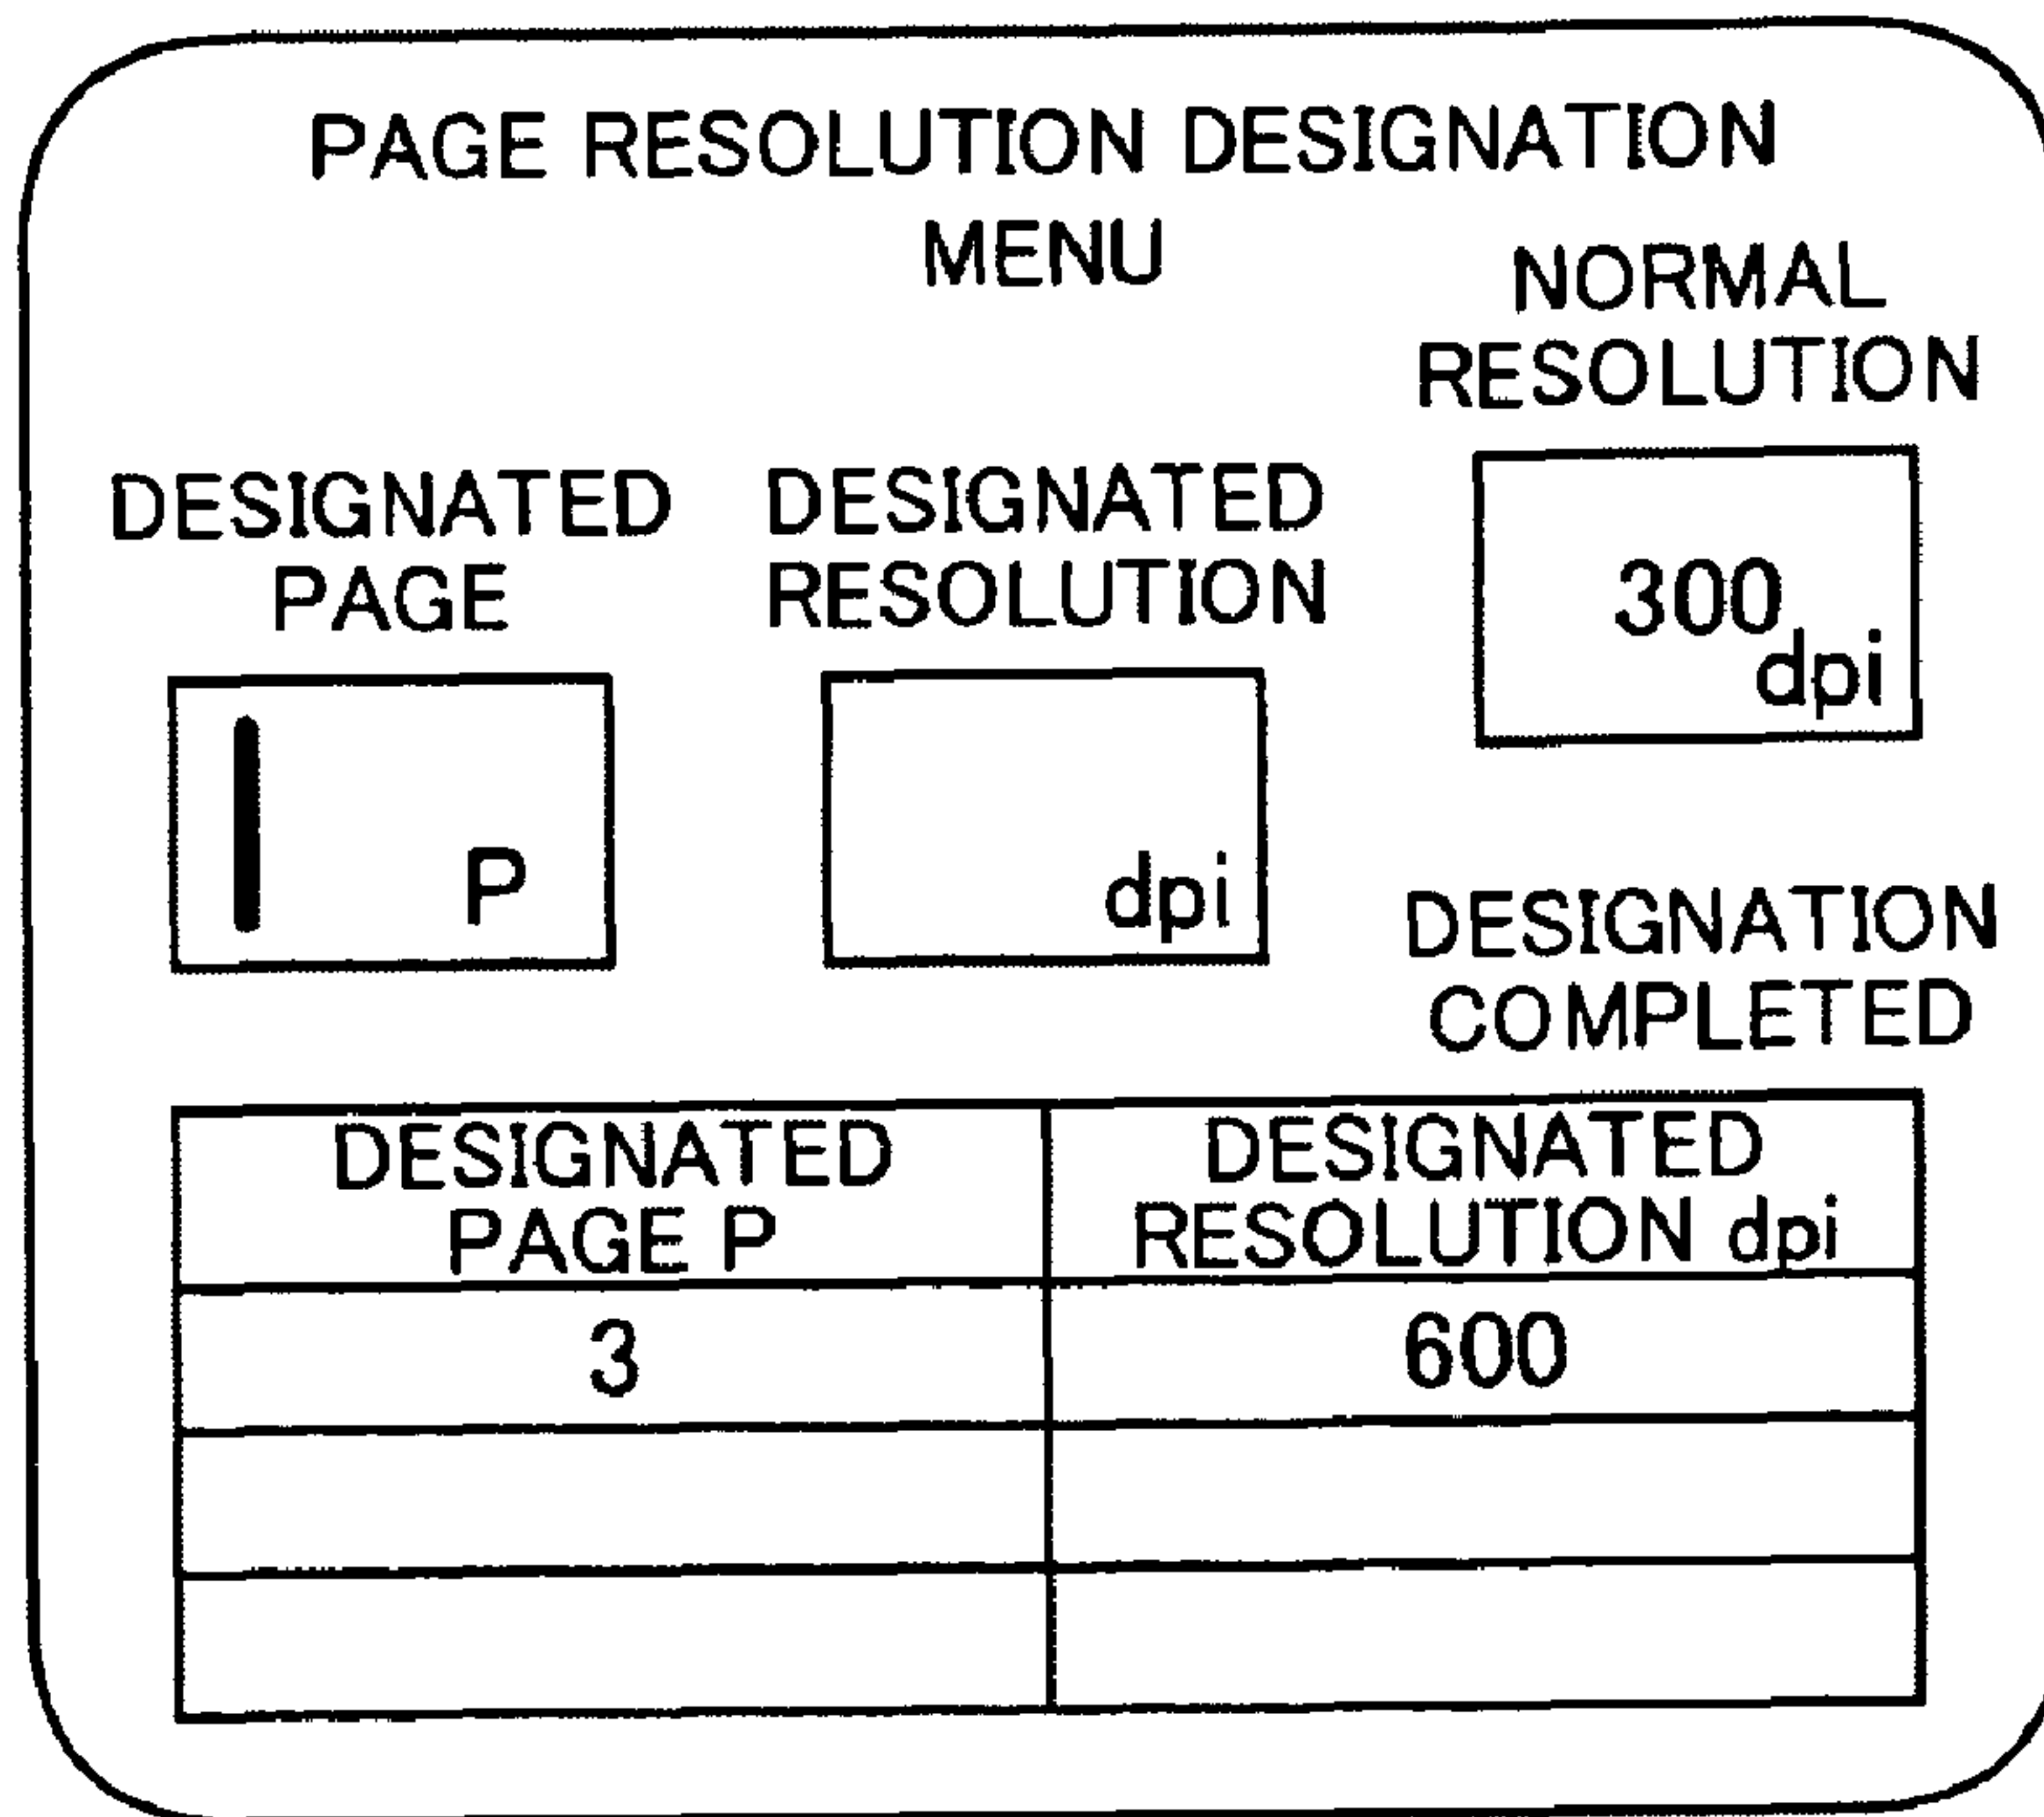 PAGE RESOLUTION DESIGNATION
MENU
NORMAL
RESOLUTION
300
dpi
DESIGNATED
PAGE
P
DESIGNATED
RESOLUTION
dpi
DESIGNATION
COMPLETED
DESIGNATED
PAGE P
DESIGNATED
RESOLUTION dpi
3
600